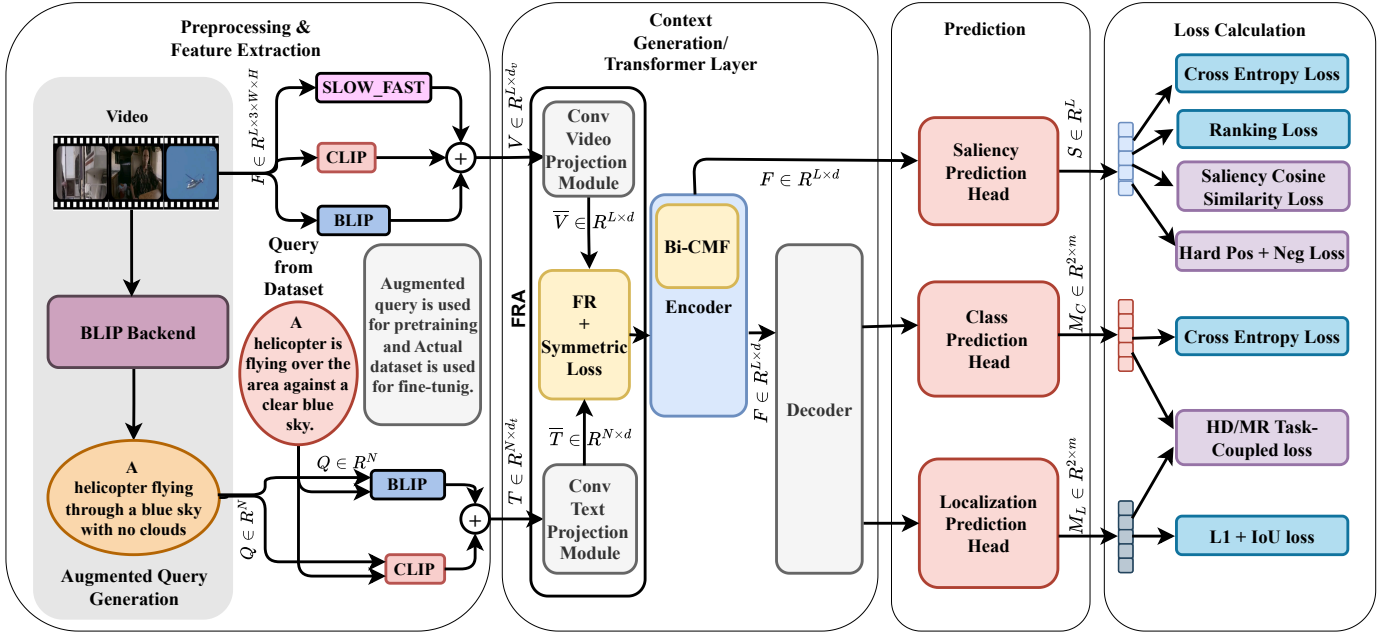 Preprocessing &
Feature Extraction
Video
F ∈ R^{L×3×W×H}
SLOW_FAST
CLIP
BLIP
+
BLIP Backend
Query
from
Dataset
A
helicopter is
flying over the
area against a
clear blue
sky.
Augmented
query is used
for pretraining
and Actual
dataset is used
for fine-tunig.
A
helicopter flying
through a blue sky
with no clouds
Augmented Query
Generation
Q ∈ R^N
Q ∈ R^N
BLIP
CLIP
+
Context
Generation/
Transformer Layer
V ∈ R^{L×d_v}
T ∈ R^{N×d_t}
FRA
Conv
Video
Projection
Module
V̅ ∈ R^{L×d}
FR
+
Symmetric
Loss
T̅ ∈ R^{N×d}
Conv
Text
Projection
Module
Bi-CMF
Encoder
F ∈ R^{L×d}
F ∈ R^{L×d}
Decoder
Prediction
Saliency
Prediction
Head
Class
Prediction
Head
Localization
Prediction
Head
S ∈ R^L
M_C ∈ R^{2×m}
M_L ∈ R^{2×m}
Loss Calculation
Cross Entropy Loss
Ranking Loss
Saliency Cosine
Similarity Loss
Hard Pos + Neg Loss
Cross Entropy Loss
HD/MR Task-
Coupled loss
L1 + IoU loss